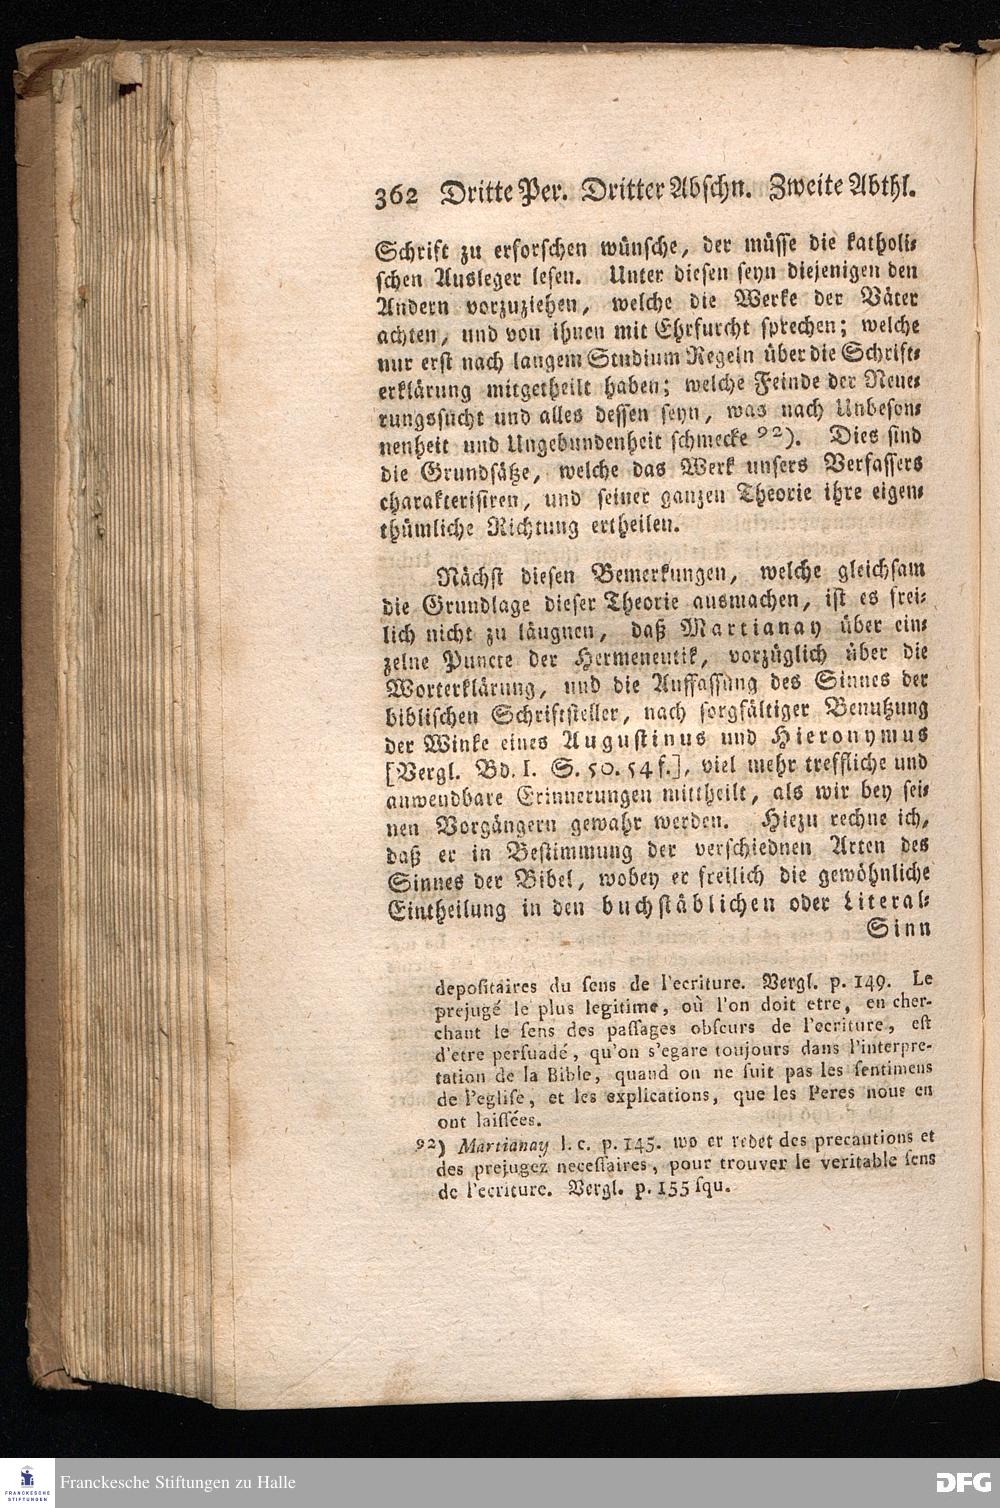 362 Dritte Per. Dritter Abschn. Zweite Abthl.
Schrift zu erforschen wünsche, der müsse die katholi-
schen Ausleger lesen. Unter diesen seyn diejenigen den
Andern vorzuziehen, welche die Werke der Väter
achten, und von ihnen mit Ehrfurcht sprechen; welche
nur erst nach langem Studium Regeln über die Schrift-
erklärung mitgetheilt haben; welche Feinde der Neue-
rungssucht und alles dessen seyn, was nach Unbeson-
nenheit und Ungebundenheit schmecke 92). Dies sind
die Grundsätze, welche das Werk unsers Verfassers
charakterisiren, und seiner ganzen Theorie ihre eigen-
thümliche Richtung ertheilen.
Nächst diesen Bemerkungen, welche gleichsam
die Grundlage dieser Theorie ausmachen, ist es frei-
lich nicht zu läugnen, daß Martianay über ein-
zelne Puncte der Hermeneutik, vorzüglich über die
Worterklärung, und die Auffassung des Sinnes der
biblischen Schriftsteller, nach sorgfältiger Benutzung
der Winke eines Augustinus und Hieronymus
[Vergl. Bd. I. S. 50. 54 f.], viel mehr treffliche und
anwendbare Erinnerungen mittheilt, als wir bey sei-
nen Vorgängern gewahr werden. Hiezu rechne ich,
daß er in Bestimmung der verschiednen Arten des
Sinnes der Bibel, wobey er freilich die gewöhnliche
Eintheilung in den buchstäblichen oder Literal-
Sinn
depositaires du sens de l'ecriture. Vergl. p. 149. Le
prejugé le plus legitime, où l'on doit etre, en cher-
chant le sens des passages obscurs de l'ecriture, est
d'etre persuadé, qu'on s'egare toujours dans l'interpre-
tation de la Bible, quand on ne suit pas les sentimens
de l'eglise, et les explications, que les Peres nous en
ont laissées.
92) Martianay l. c. p. 145. wo er redet des precautions et
des prejugez necessaires, pour trouver le veritable sens
de l'ecriture. Vergl. p. 155 squ.
FRANCKESCHE
STIFTUNGEN
Franckesche Stiftungen zu Halle
DFG